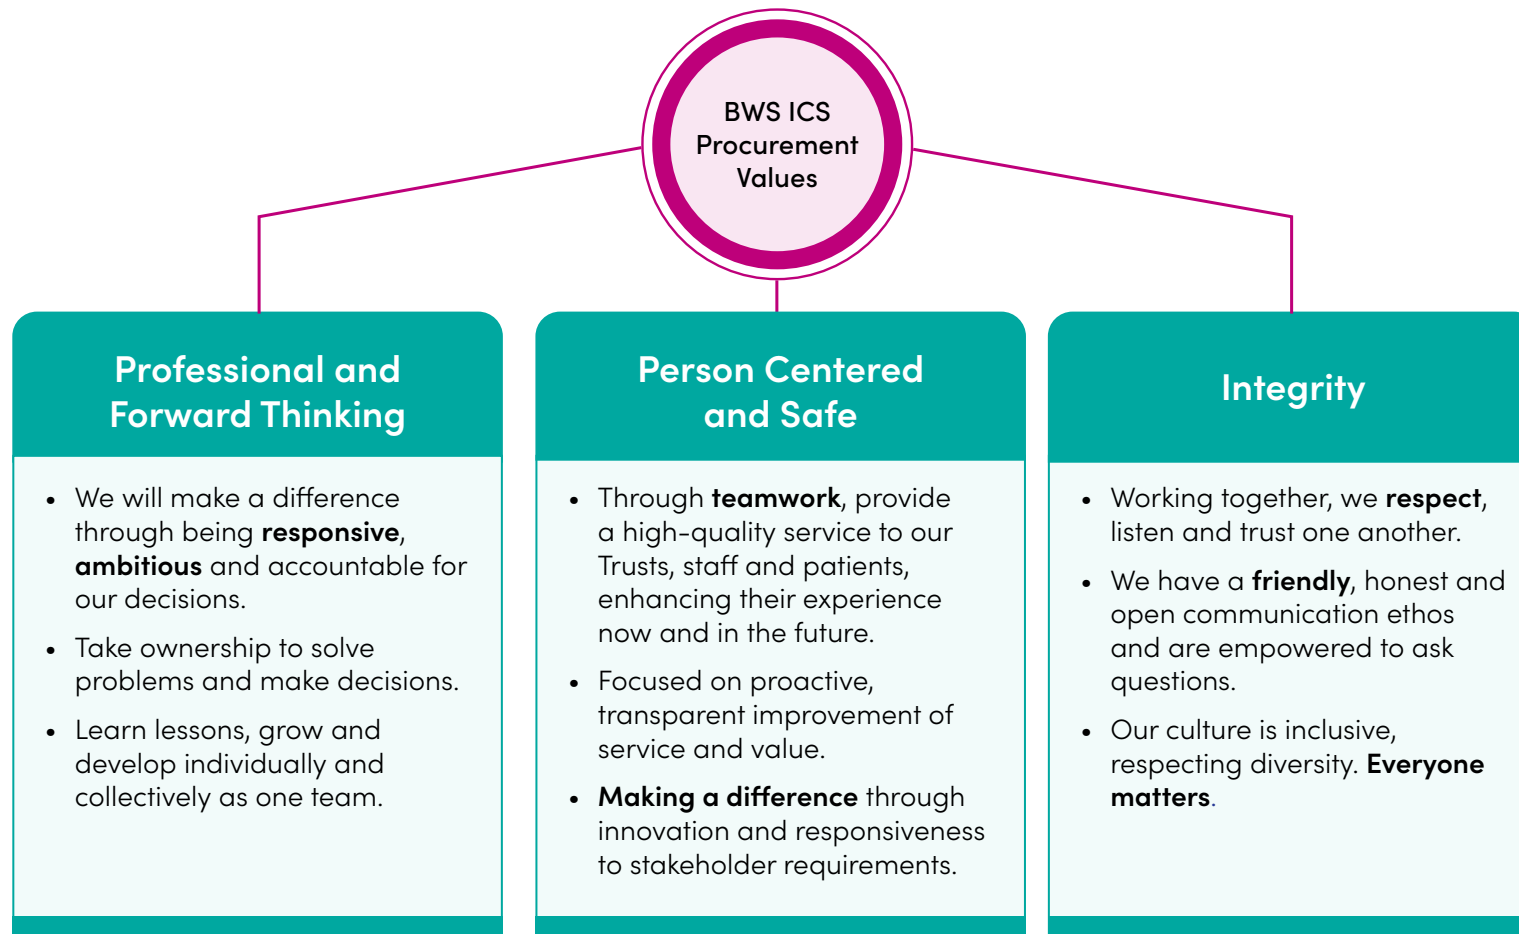 BWS ICS
Procurement
Values
Professional and
Forward Thinking
• We will make a difference
through being responsive,
ambitious and accountable for
our decisions.
• Take ownership to solve
problems and make decisions.
• Learn lessons, grow and
develop individually and
collectively as one team.
Person Centered
and Safe
• Through teamwork, provide
a high-quality service to our
Trusts, staff and patients,
enhancing their experience
now and in the future.
• Focused on proactive,
transparent improvement of
service and value.
• Making a difference through
innovation and responsiveness
to stakeholder requirements.
Integrity
• Working together, we respect,
listen and trust one another.
• We have a friendly, honest and
open communication ethos
and are empowered to ask
questions.
• Our culture is inclusive,
respecting diversity. Everyone
matters.